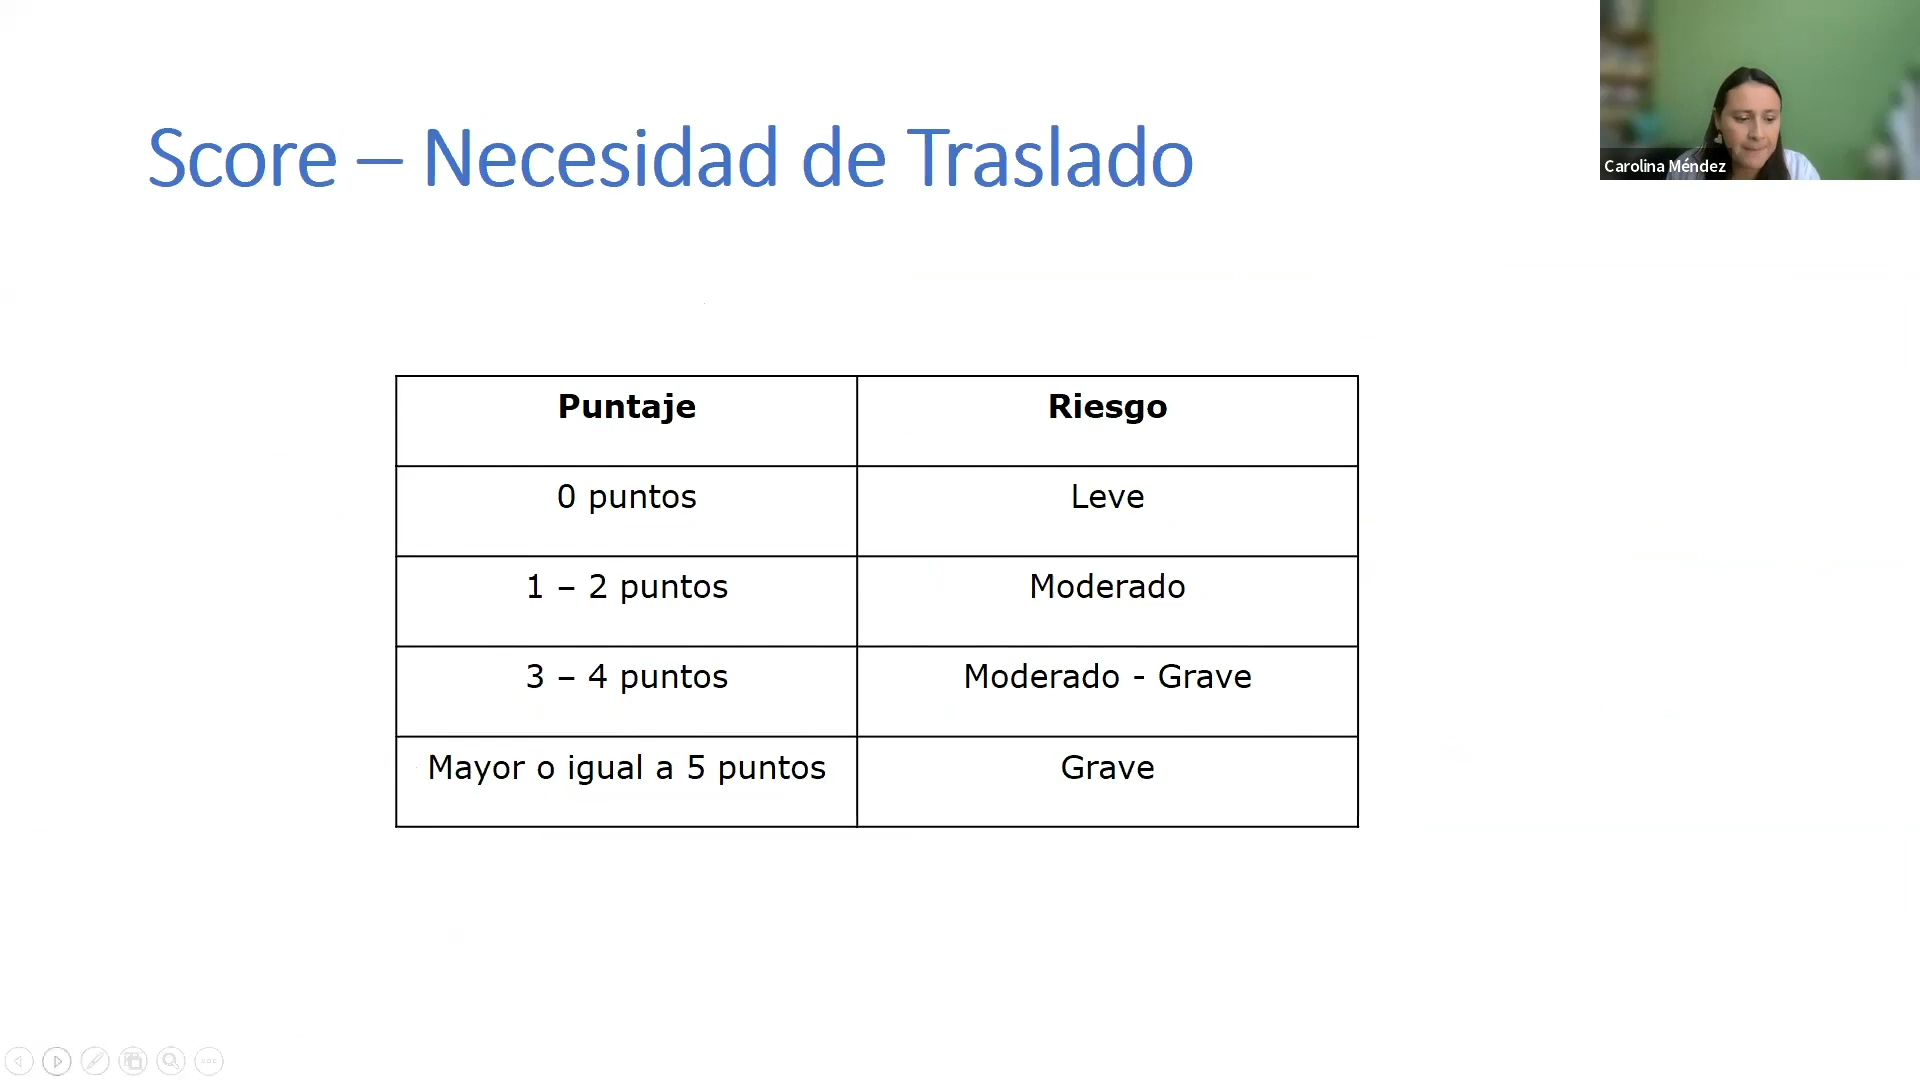 Score – Necesidad de Traslado
Carolina Méndez
Puntaje
Riesgo
0 puntos
Leve
1 – 2 puntos
Moderado
3 – 4 puntos
Moderado - Grave
Mayor o igual a 5 puntos
Grave